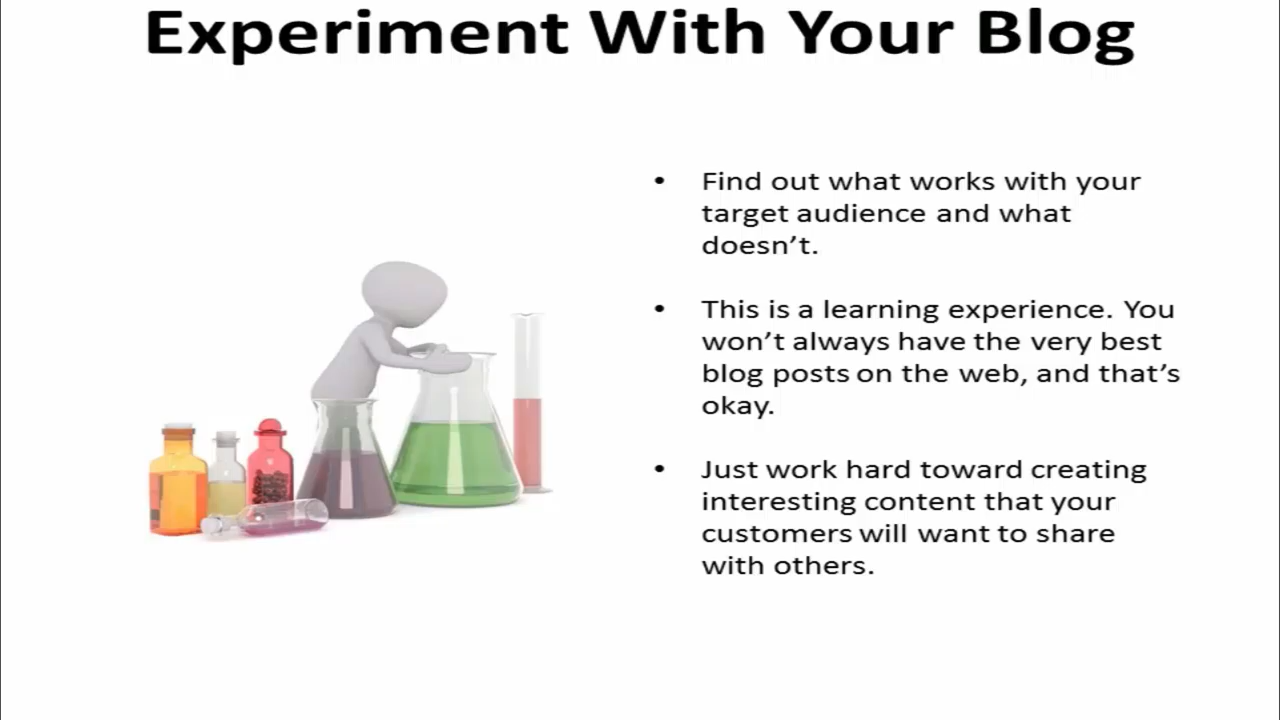 Experiment With Your Blog
• Find out what works with your
target audience and what
doesn’t.
• This is a learning experience. You
won’t always have the very best
blog posts on the web, and that’s
okay.
• Just work hard toward creating
interesting content that your
customers will want to share
with others.